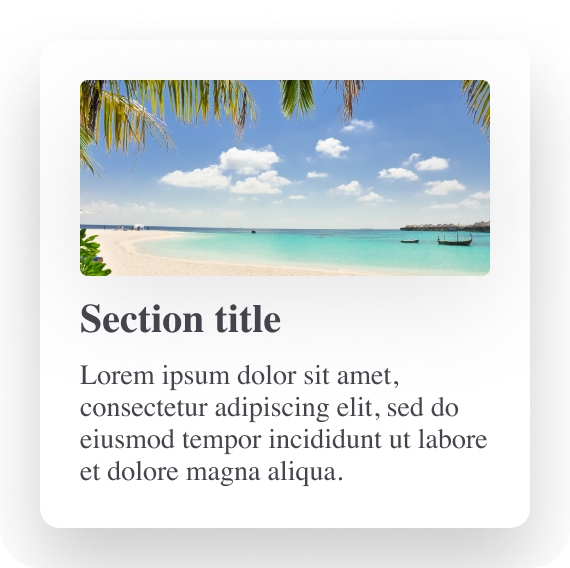 Section title
Lorem ipsum dolor sit amet,
consectetur adipiscing elit, sed do
eiusmod tempor incididunt ut labore
et dolore magna aliqua.